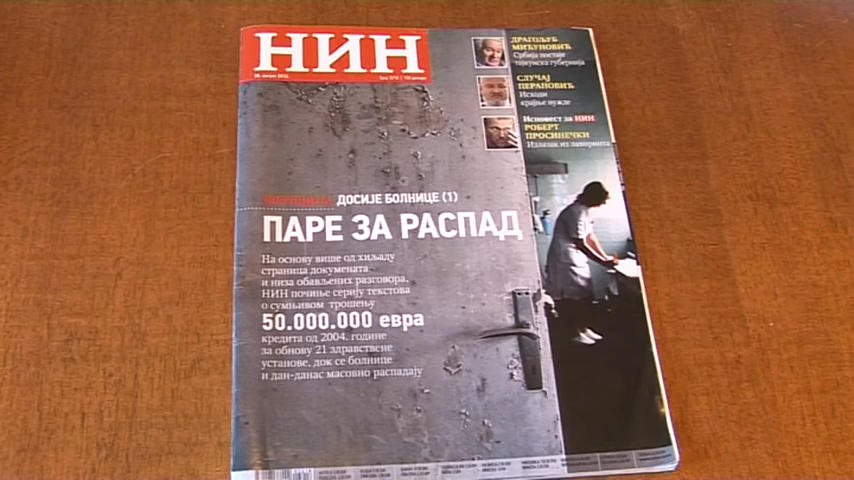 НИН
ДРАГОЉУБ
МИЋУНОВИЋ
Србија постаје
тајкунска губернија
СЛУЧАЈ
ПЕРАНОВИЋ
Исходи
крајње нужде
Исповест за НИН
РОБЕРТ
ПРОСИНЕЧКИ
Излазак из лавиринта
ДОСИЈЕ БОЛНИЦЕ (1)
ПАРЕ ЗА РАСПАД
На основу више од хиљаду
страница докумената
и низа обављених разговора,
НИН почиње серију текстова
о сумњивом трошењу
50.000.000 евра
кредита од 2004. године
за обнову 21 здравствене
установе, док се болнице
и дан-данас масовно распадају